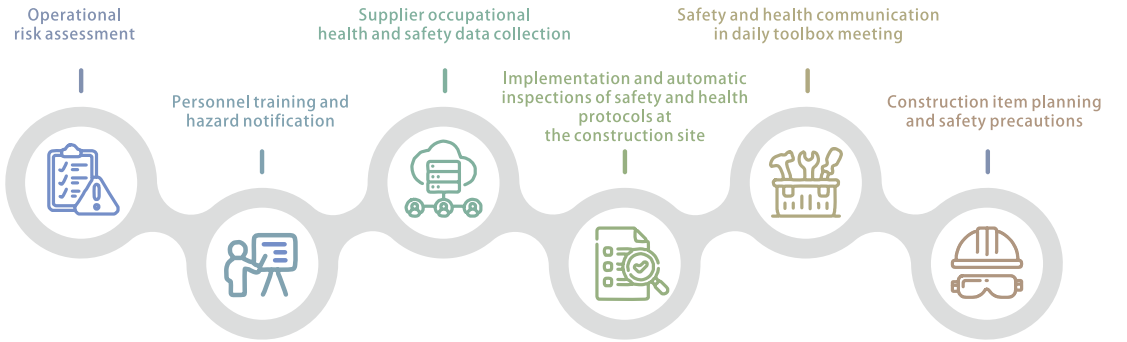 Operational
risk assessment
Personnel training and
hazard notification
Supplier occupational
health and safety data collection
Implementation and automatic
inspections of safety and health
protocols at
the construction site
Safety and health communication
in daily toolbox meeting
Construction item planning
and safety precautions